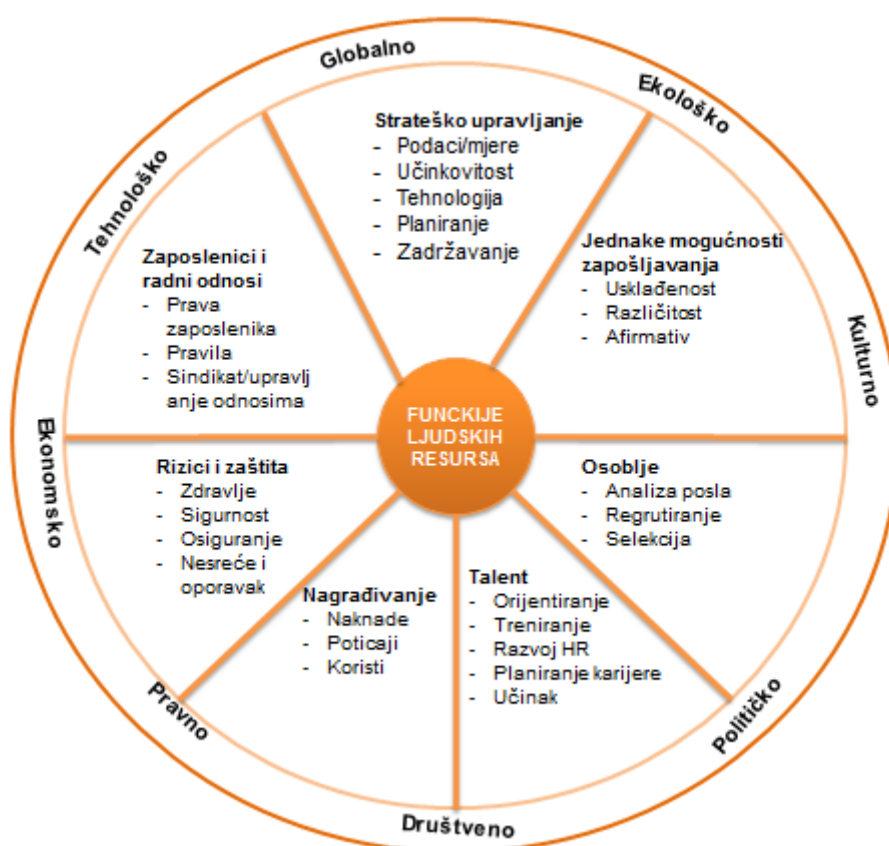 Globalno
Ekološko
Kulturno
Političko
Društveno
Pravno
Ekonomsko
Tehnološko
Strateško upravljanje
- Podaci/mjere
- Učinkovitost
- Tehnologija
- Planiranje
- Zadržavanje
Jednake mogućnosti
zapošljavanja
- Usklađenost
- Različitost
- Afirmativ
Osoblje
- Analiza posla
- Regrutiranje
- Selekcija
Talent
- Orijentiranje
- Treniranje
- Razvoj HR
- Planiranje karijere
- Učinak
Nagrađivanje
- Naknade
- Poticaji
- Koristi
Rizici i zaštita
- Zdravlje
- Sigurnost
- Osiguranje
- Nesreće i
oporavak
Zaposlenici i
radni odnosi
- Prava
zaposlenika
- Pravila
- Sindikat/upravlj
anje odnosima
FUNCKIJE
LJUDSKIH
RESURSA